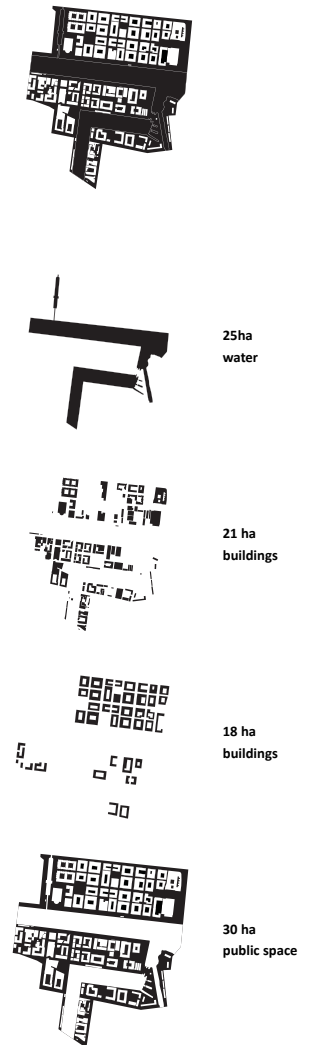 25ha
water
21 ha
buildings
18 ha
buildings
30 ha
public space